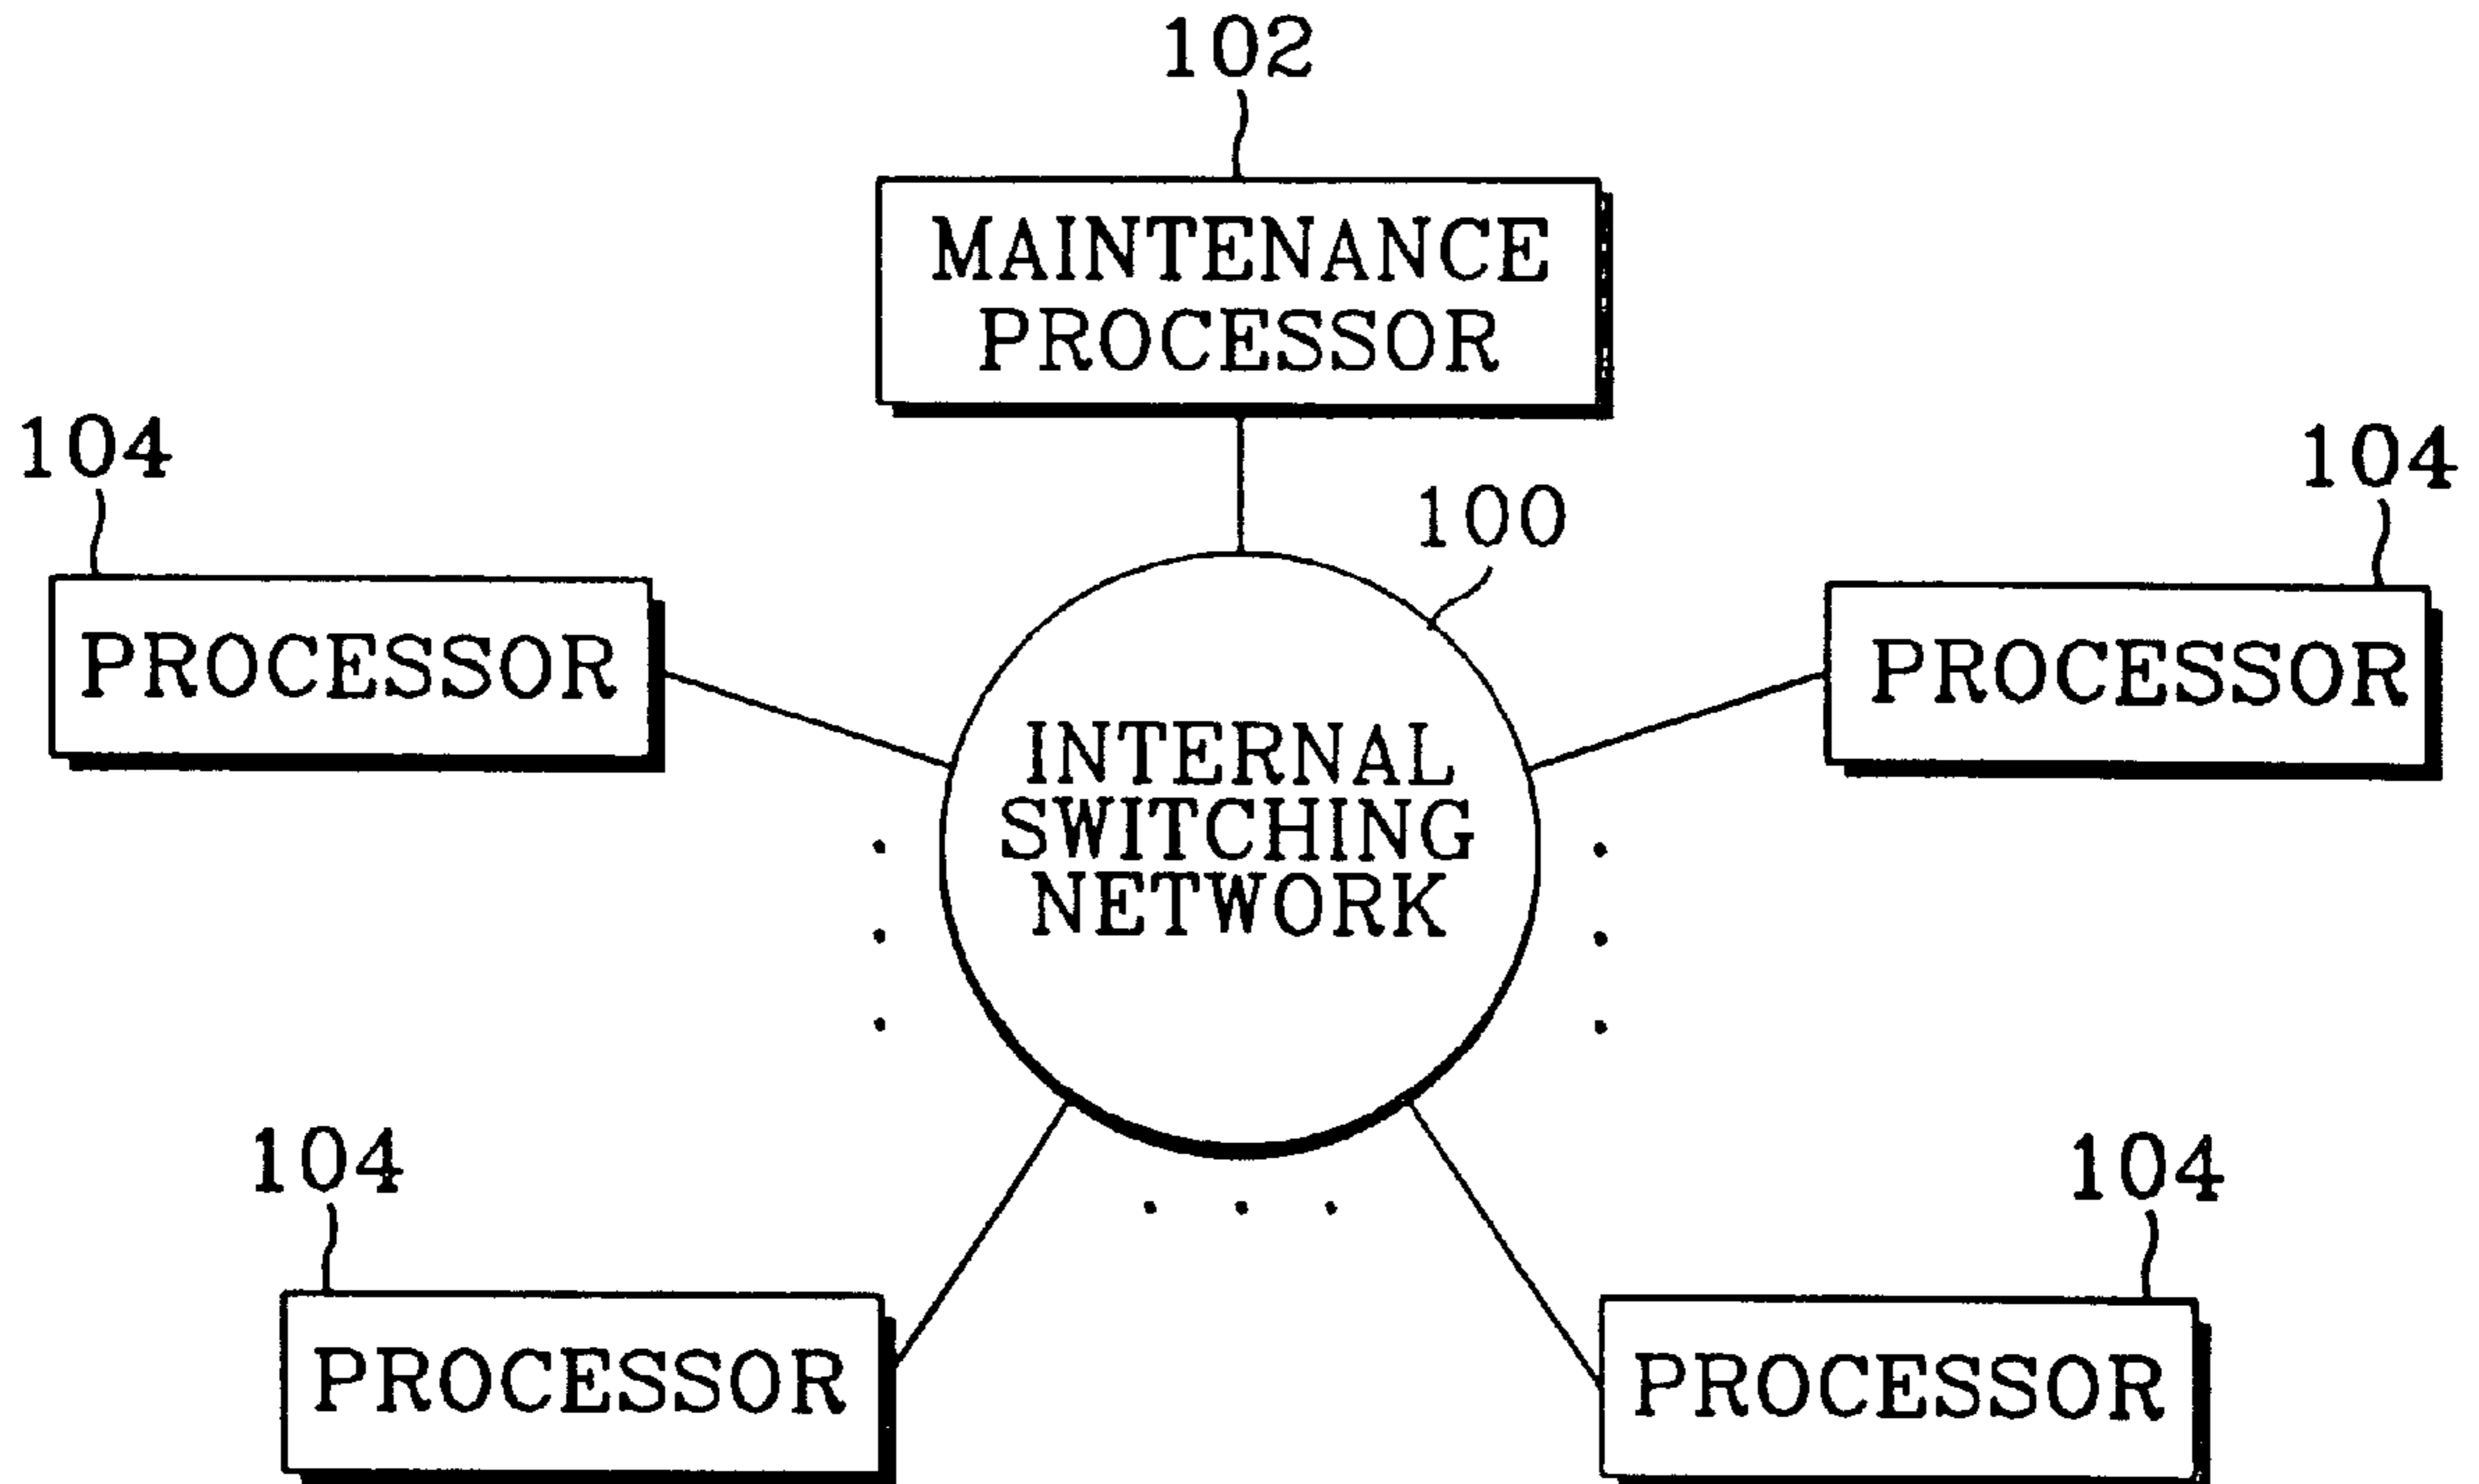 102
MAINTENANCE
PROCESSOR
104
104
100
PROCESSOR
PROCESSOR
INTERNAL
SWITCHING
NETWORK
104
104
PROCESSOR
PROCESSOR